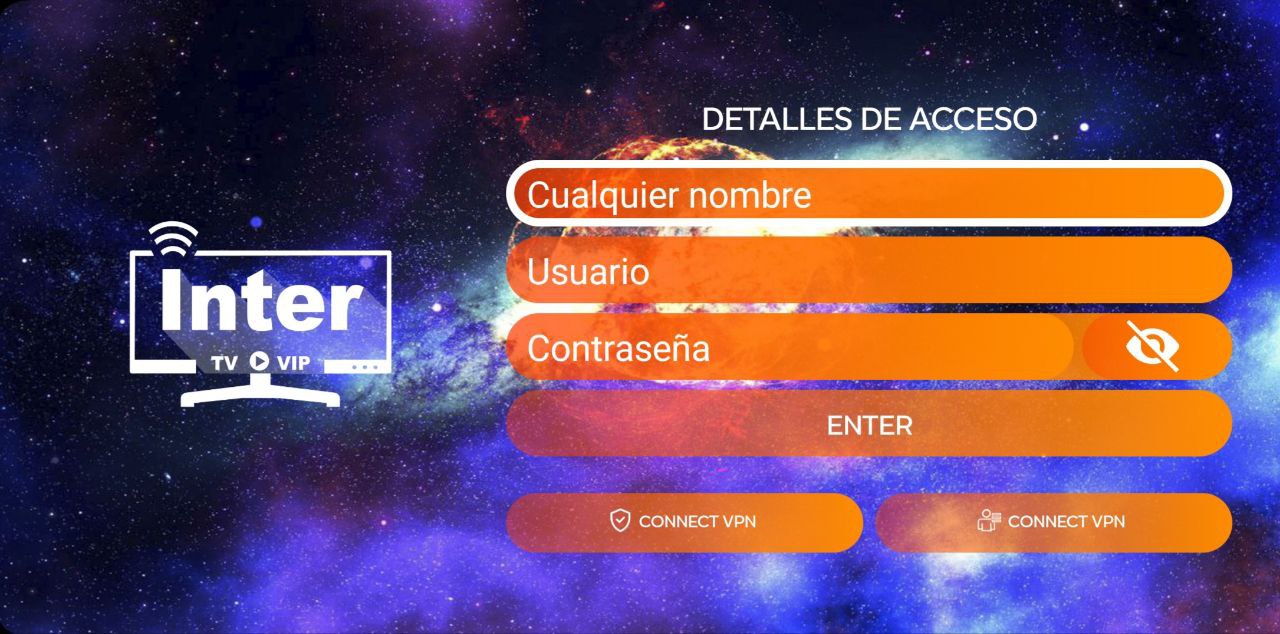 DETALLES DE ACCESO
Cualquier nombre
Usuario
Contraseña
ENTER
CONNECT VPN
CONNECT VPN
Inter
TV VIP